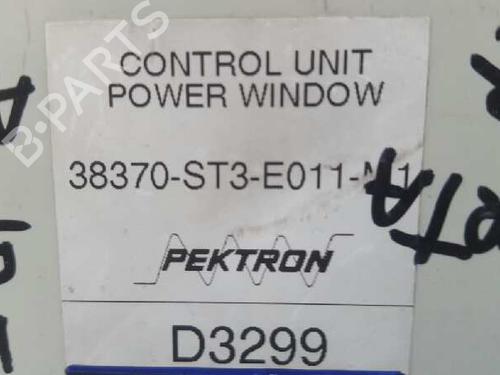 CONTROL UNIT
POWER WINDOW
38370-ST3-E011-M1
PEKTRON
D3299
B-PARTS